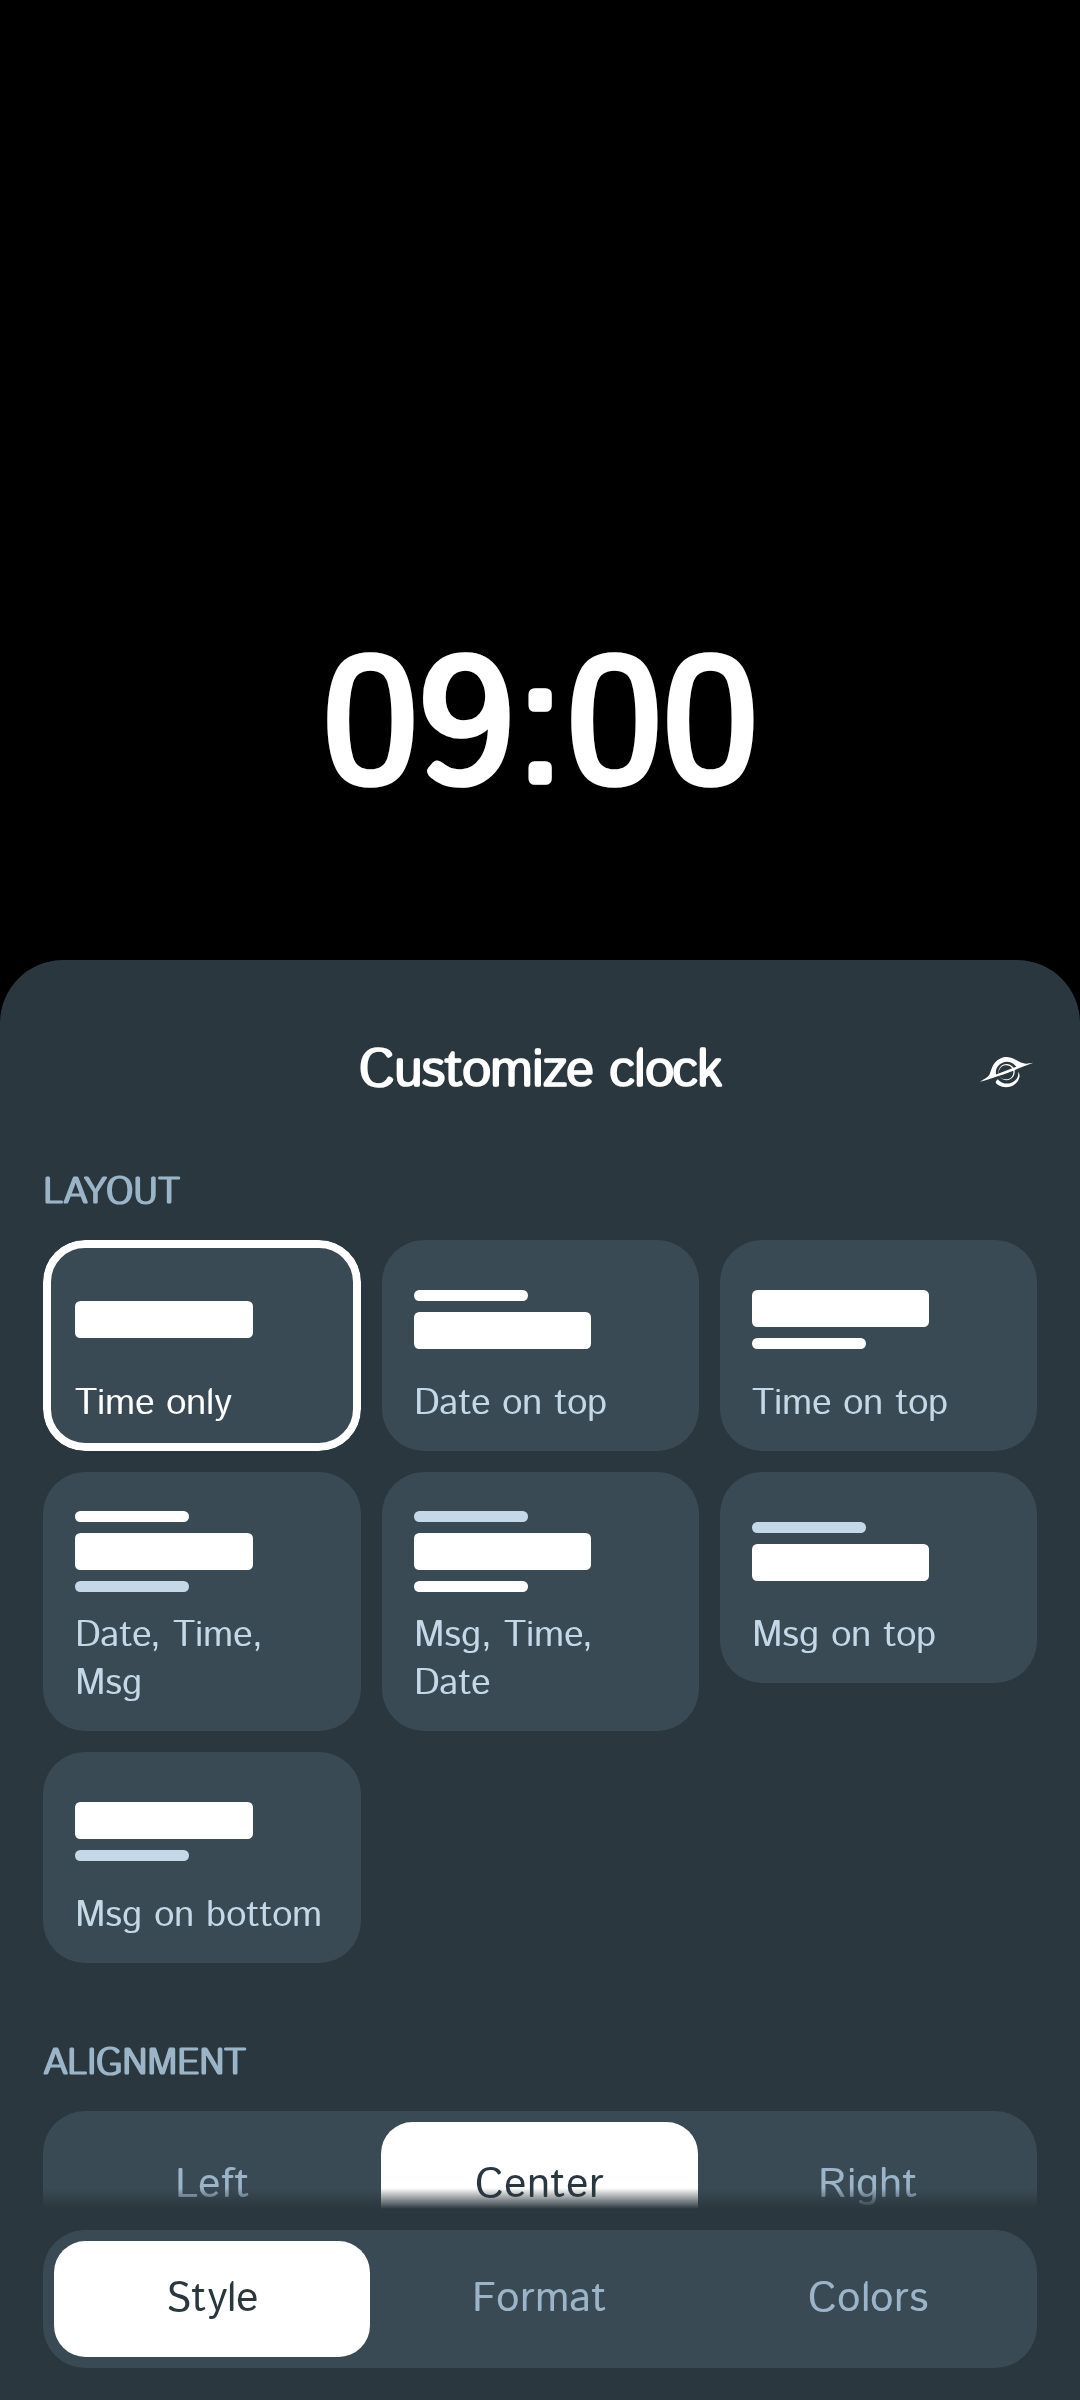 09:00
Customize clock
LAYOUT
Time only
Date on top
Time on top
Date, Time,
Msg
Msg, Time,
Date
Msg on top
Msg on bottom
ALIGNMENT
Left
Center
Right
Style
Format
Colors